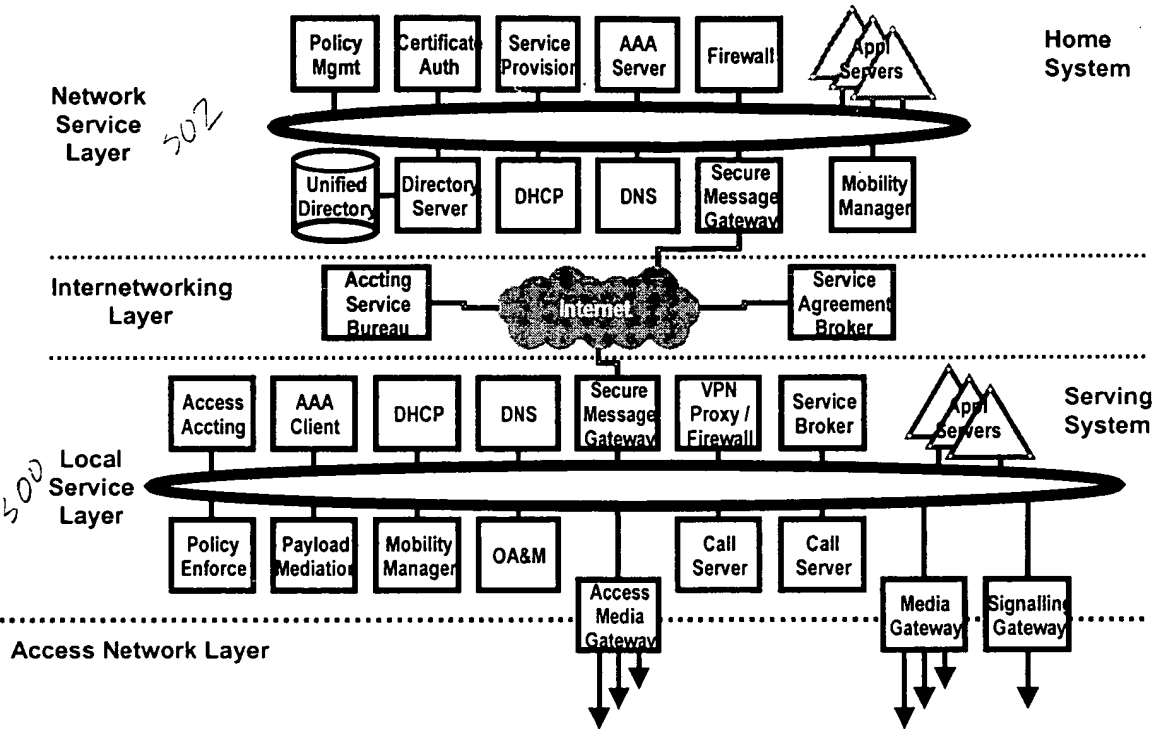 Policy
Mgmt
Certificate
Auth
Service
Provision
AAA
Server
Firewall
Appl
Servers
Home
System
Network
Service
Layer
502
Unified
Directory
Directory
Server
DHCP
DNS
Secure
Message
Gateway
Mobility
Manager
Internetworking
Layer
Accting
Service
Bureau
Internet
Service
Agreement
Broker
Access
Accting
AAA
Client
DHCP
DNS
Secure
Message
Gateway
VPN
Proxy /
Firewall
Service
Broker
Appl
Servers
Serving
System
Local
Service
Layer
500
Policy
Enforce
Payload
Mediation
Mobility
Manager
OA&M
Access
Media
Gateway
Call
Server
Call
Server
Media
Gateway
Signalling
Gateway
Access Network Layer